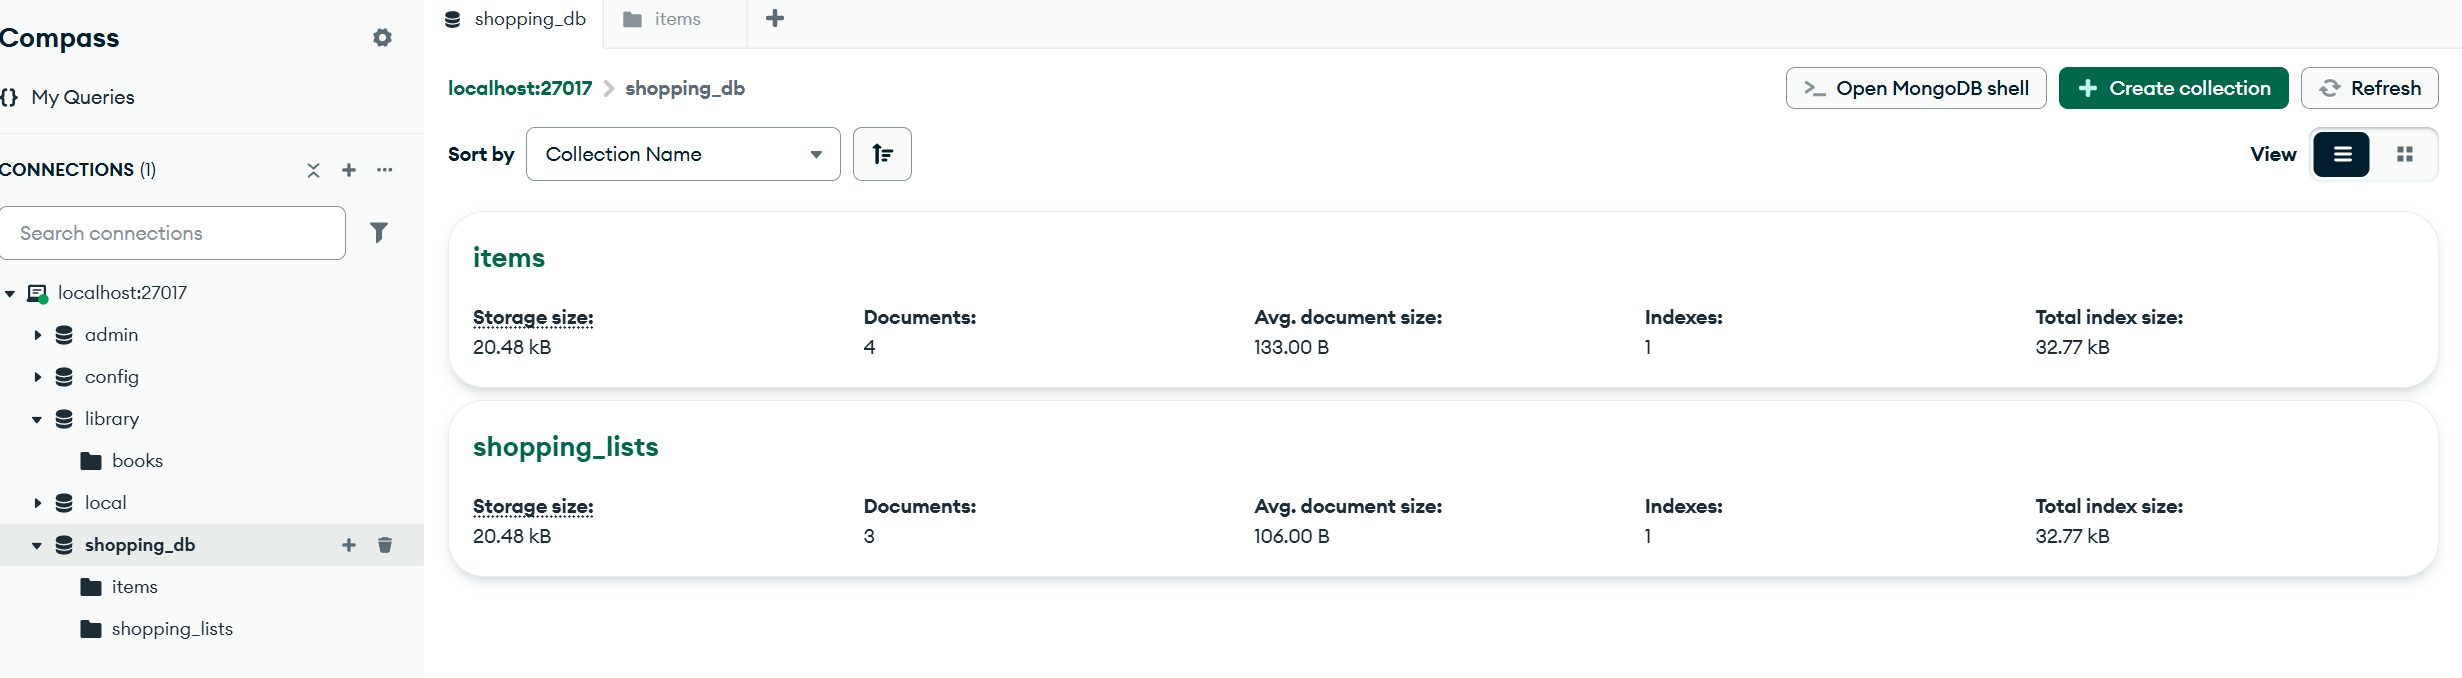 Compass
My Queries
CONNECTIONS (1)
Search connections
localhost:27017
admin
config
library
books
local
shopping_db
items
shopping_lists
shopping_db
items
localhost:27017 shopping_db
Open MongoDB shell
Create collection
Refresh
Sort by Collection Name
View
items
Storage size: Documents: Avg. document size: Indexes: Total index size:
20.48 kB 4 133.00 B 1 32.77 kB
shopping_lists
Storage size: Documents: Avg. document size: Indexes: Total index size:
20.48 kB 3 106.00 B 1 32.77 kB